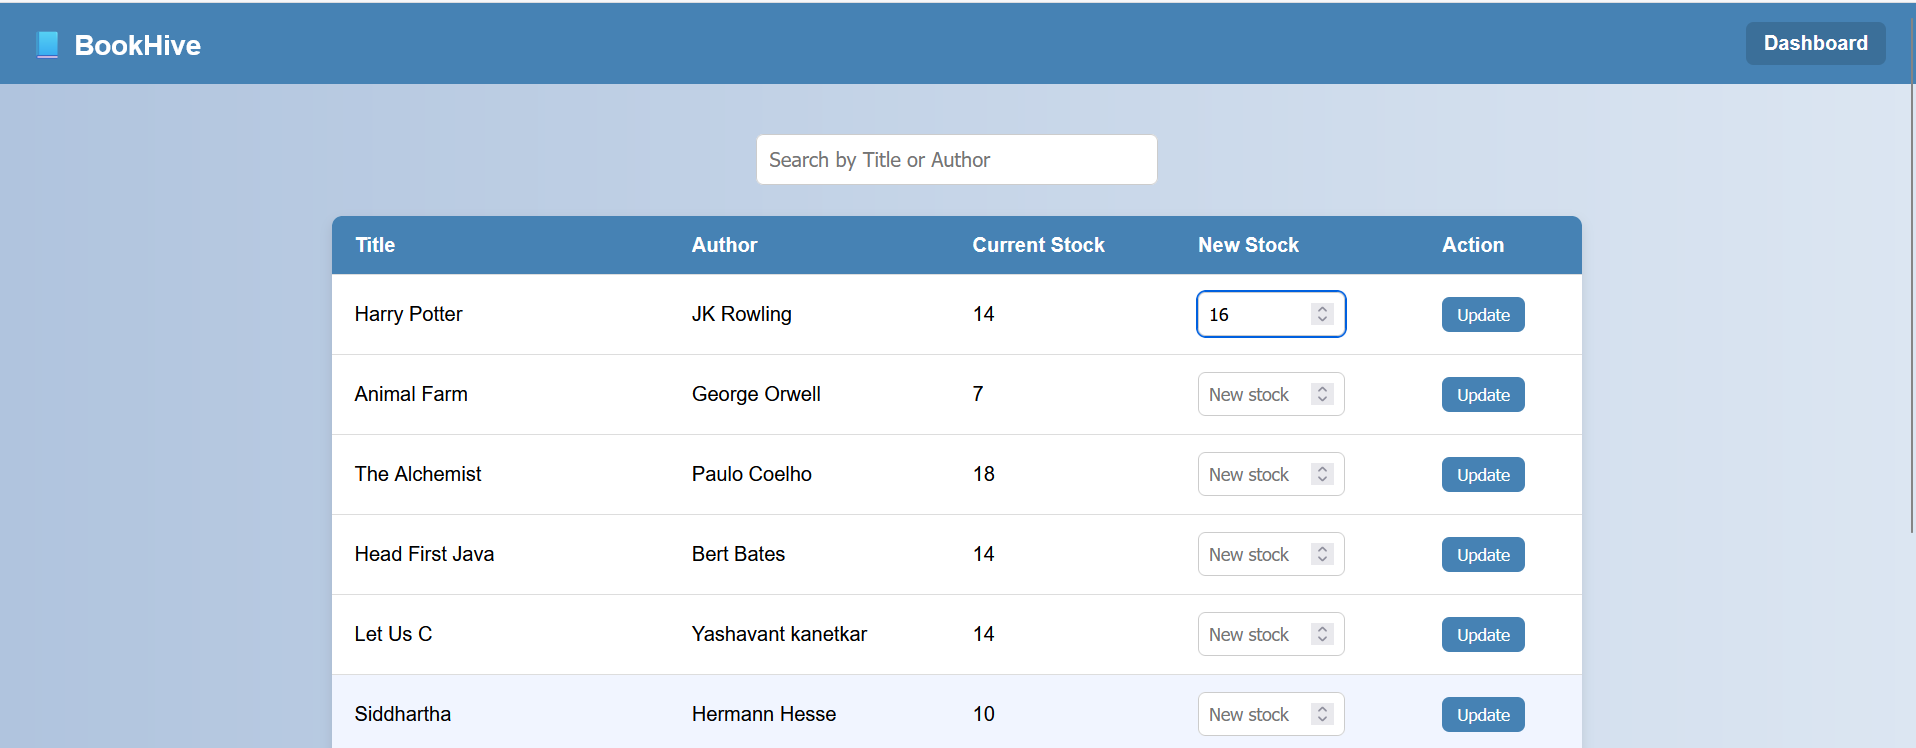 BookHive
Dashboard
Search by Title or Author
Title Author Current Stock New Stock Action
Harry Potter JK Rowling 14 16 Update
Animal Farm George Orwell 7 New stock Update
The Alchemist Paulo Coelho 18 New stock Update
Head First Java Bert Bates 14 New stock Update
Let Us C Yashavant kanetkar 14 New stock Update
Siddhartha Hermann Hesse 10 New stock Update